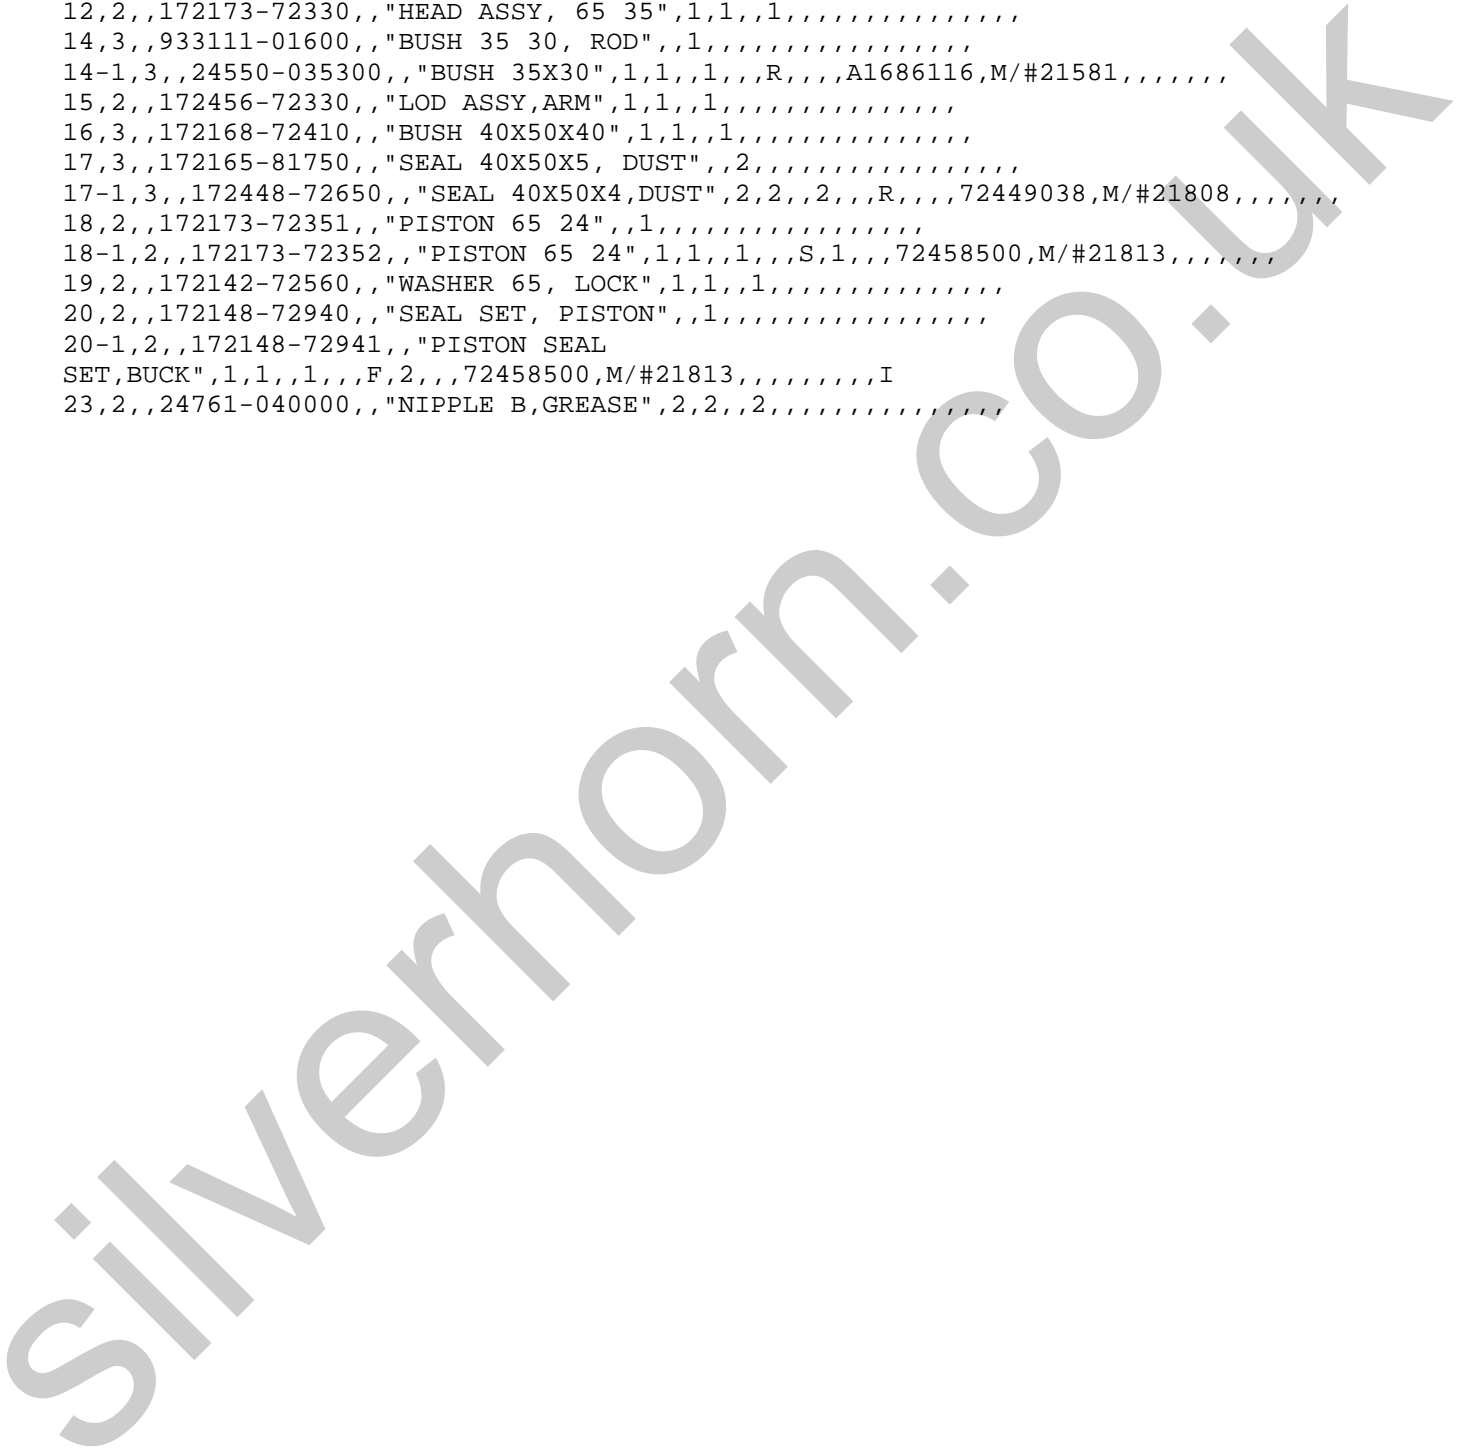 12,2,,172173-72330,,"HEAD ASSY, 65 35",1,1,,1,,,,,,,,,,,,,,,
14,3,,933111-01600,,"BUSH 35 30, ROD",,1,,,,,,,,,,,,,,,,,
14-1,3,,24550-035300,,"BUSH 35X30",1,1,,1,,,R,,,,A1686116,M/#21581,,,,,,,
15,2,,172456-72330,,"LOD ASSY,ARM",1,1,,1,,,,,,,,,,,,,,,
16,3,,172168-72410,,"BUSH 40X50X40",1,1,,1,,,,,,,,,,,,,,,
17,3,,172165-81750,,"SEAL 40X50X5, DUST",,2,,,,,,,,,,,,,,,,,
17-1,3,,172448-72650,,"SEAL 40X50X4,DUST",2,2,,2,,,R,,,,72449038,M/#21808,,,,,,,
18,2,,172173-72351,,"PISTON 65 24",,1,,,,,,,,,,,,,,,,,
18-1,2,,172173-72352,,"PISTON 65 24",1,1,,1,,,S,1,,,72458500,M/#21813,,,,,,,
19,2,,172142-72560,,"WASHER 65, LOCK",1,1,,1,,,,,,,,,,,,,,,
20,2,,172148-72940,,"SEAL SET, PISTON",,1,,,,,,,,,,,,,,,,,
20-1,2,,172148-72941,,"PISTON SEAL
SET,BUCK",1,1,,1,,,F,2,,,72458500,M/#21813,,,,,,,,,I
23,2,,24761-040000,,"NIPPLE B,GREASE",2,2,,2,,,,,,,,,,,,,,,
silverhorn.co.uk